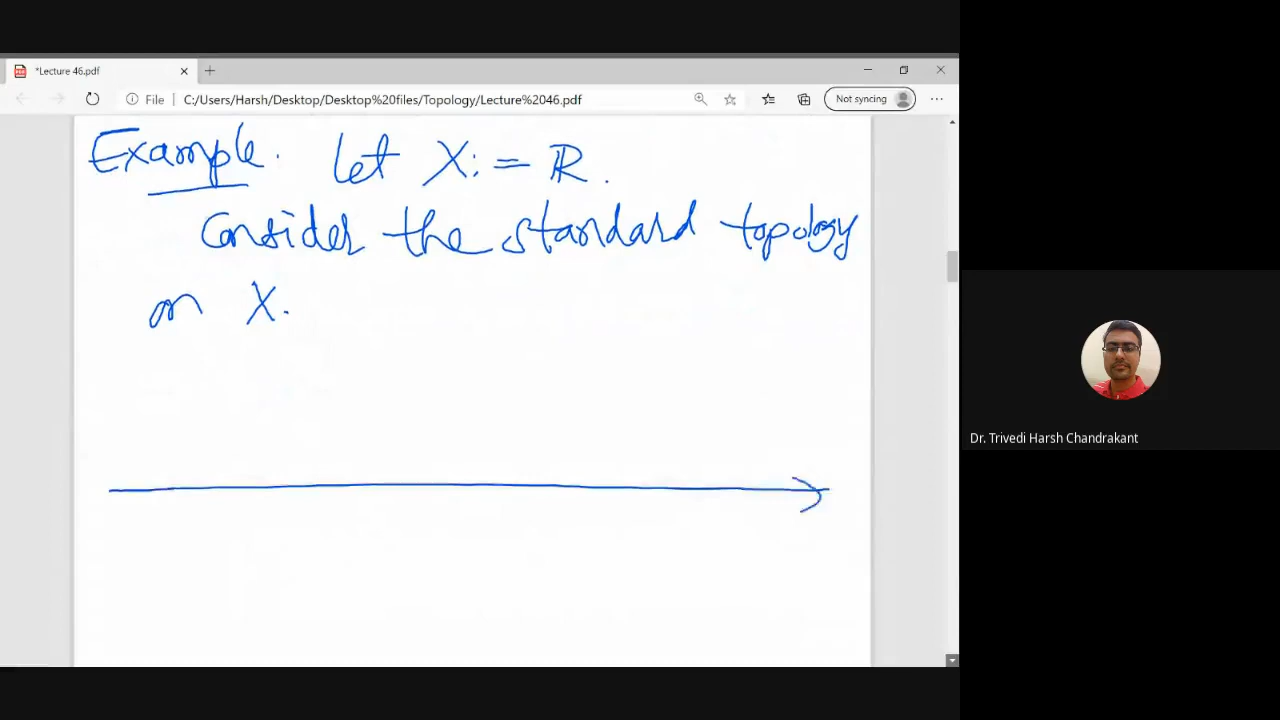 *Lecture 46.pdf
File
C:/Users/Harsh/Desktop/Desktop%20files/Topology/Lecture%2046.pdf
Not syncing
Example. Let X := ℝ.
Consider the standard topology
on X.
Dr. Trivedi Harsh Chandrakant